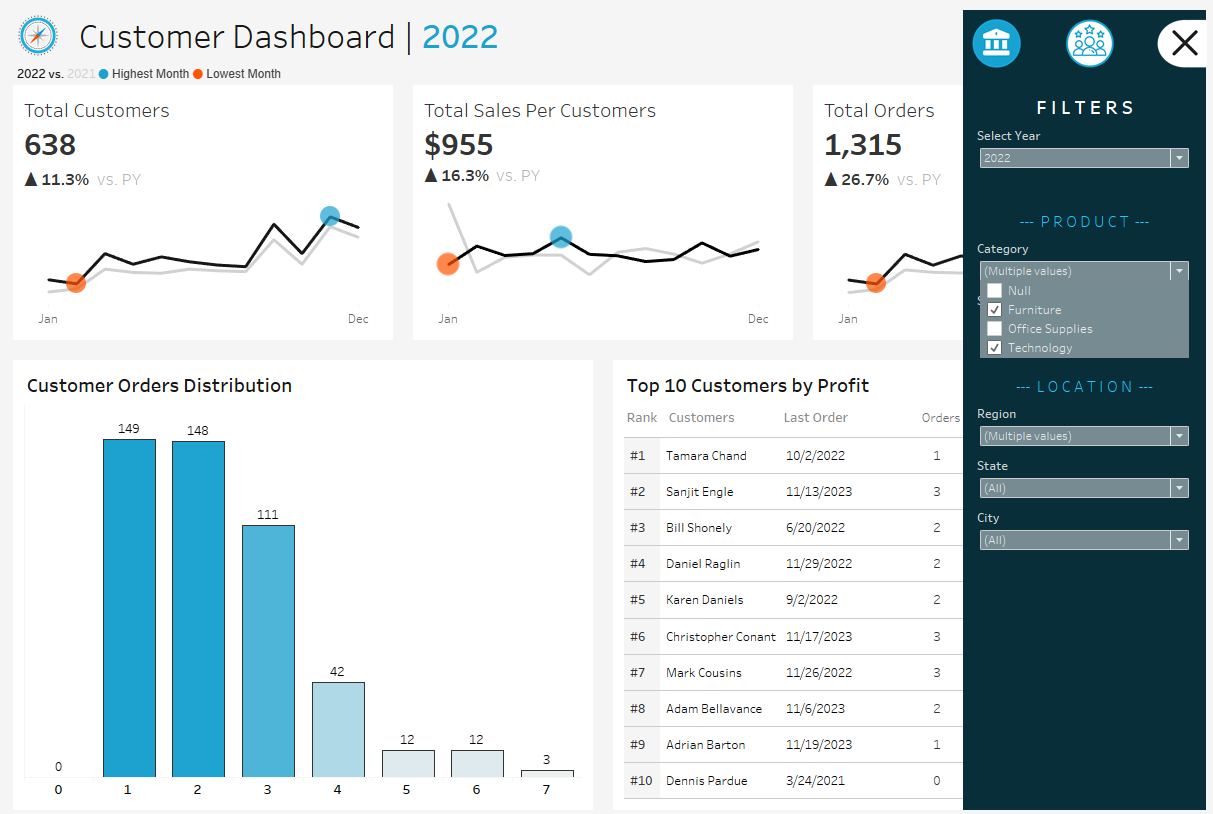 Customer Dashboard | 2022
2022 vs. 2021 Highest Month Lowest Month
Total Customers
638
▲ 11.3% vs. PY
Jan Dec
Total Sales Per Customers
$955
▲ 16.3% vs. PY
Jan Dec
Total Orders
1,315
▲ 26.7% vs. PY
Jan
Customer Orders Distribution
149
148
111
42
12
12
3
0
0 1 2 3 4 5 6 7
Top 10 Customers by Profit
Rank Customers Last Order Orders
#1 Tamara Chand 10/2/2022 1
#2 Sanjit Engle 11/13/2023 3
#3 Bill Shonely 6/20/2022 2
#4 Daniel Raglin 11/29/2022 2
#5 Karen Daniels 9/2/2022 2
#6 Christopher Conant 11/17/2023 3
#7 Mark Cousins 11/26/2022 3
#8 Adam Bellavance 11/6/2023 2
#9 Adrian Barton 11/19/2023 1
#10 Dennis Pardue 3/24/2021 0
FILTERS
Select Year
2022
--- PRODUCT ---
Category
(Multiple values)
Null
Furniture
Office Supplies
Technology
--- LOCATION ---
Region
(Multiple values)
State
(All)
City
(All)